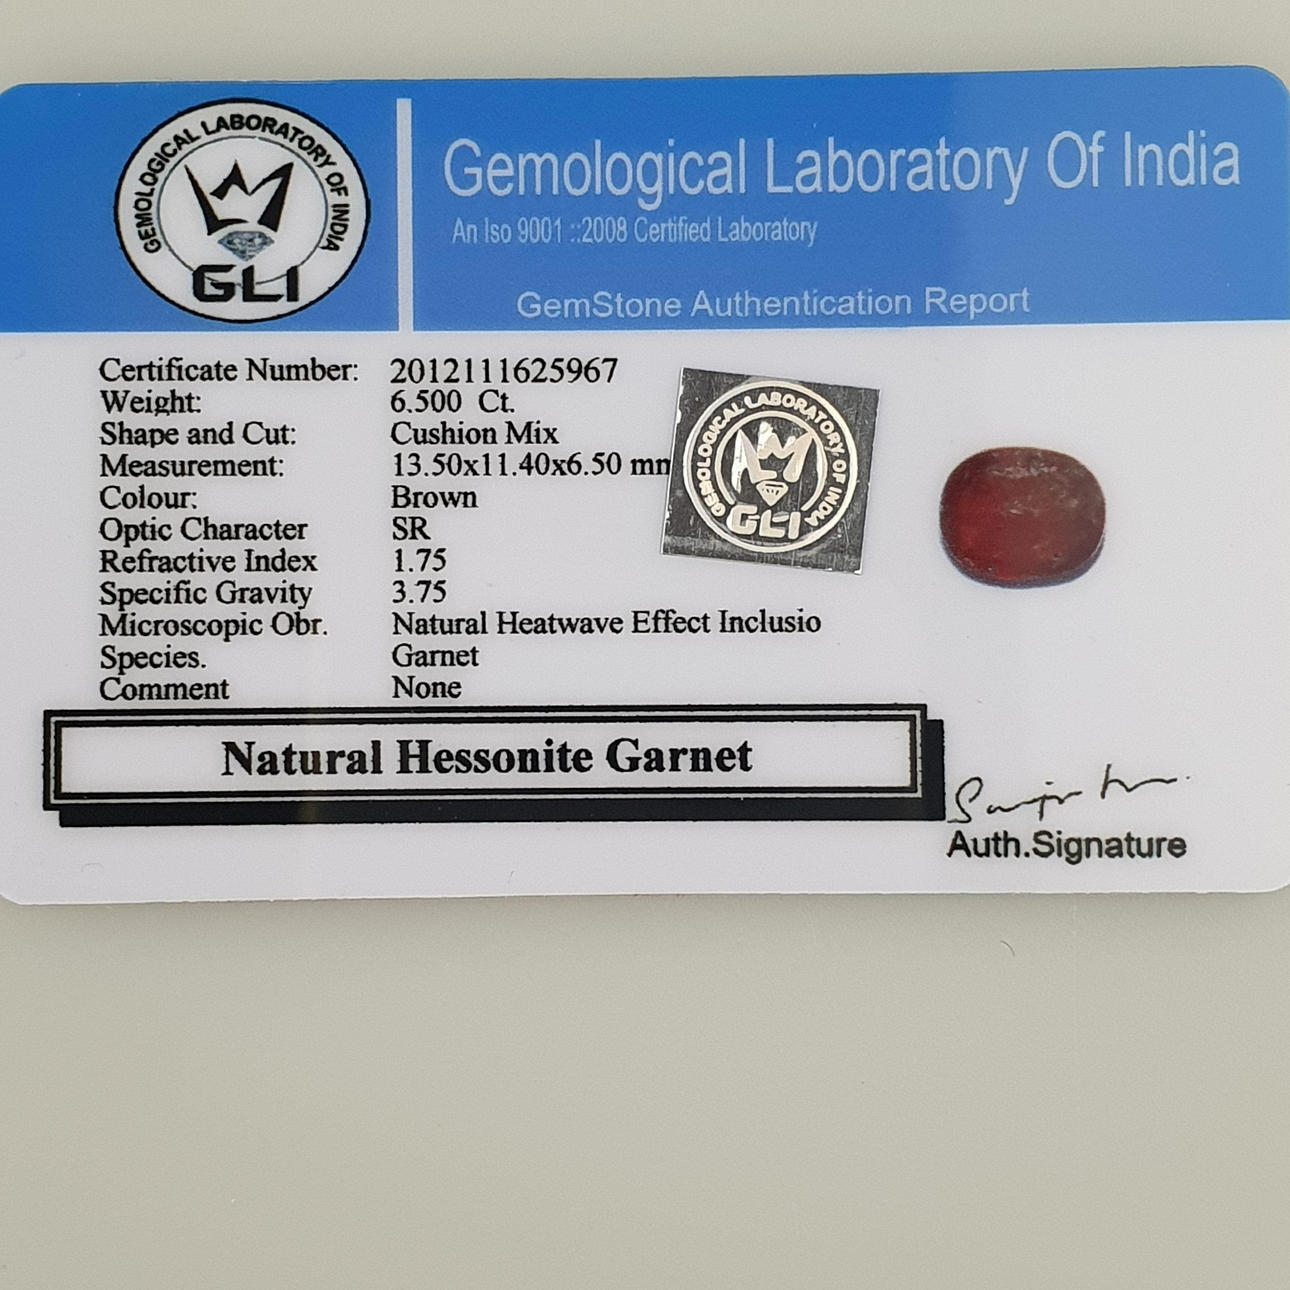 GEMOLOGICAL LABORATORY OF INDIA
GLI
Gemological Laboratory Of India
An Iso 9001 ::2008 Certified Laboratory
GemStone Authentication Report
Certificate Number: 2012111625967
Weight: 6.500 Ct.
Shape and Cut: Cushion Mix
Measurement: 13.50x11.40x6.50 mm
Colour: Brown
Optic Character SR
Refractive Index 1.75
Specific Gravity 3.75
Microscopic Obr. Natural Heatwave Effect Inclusio
Species. Garnet
Comment None
GEMOLOGICAL LABORATORY OF INDIA
GLI
Natural Hessonite Garnet
Auth.Signature